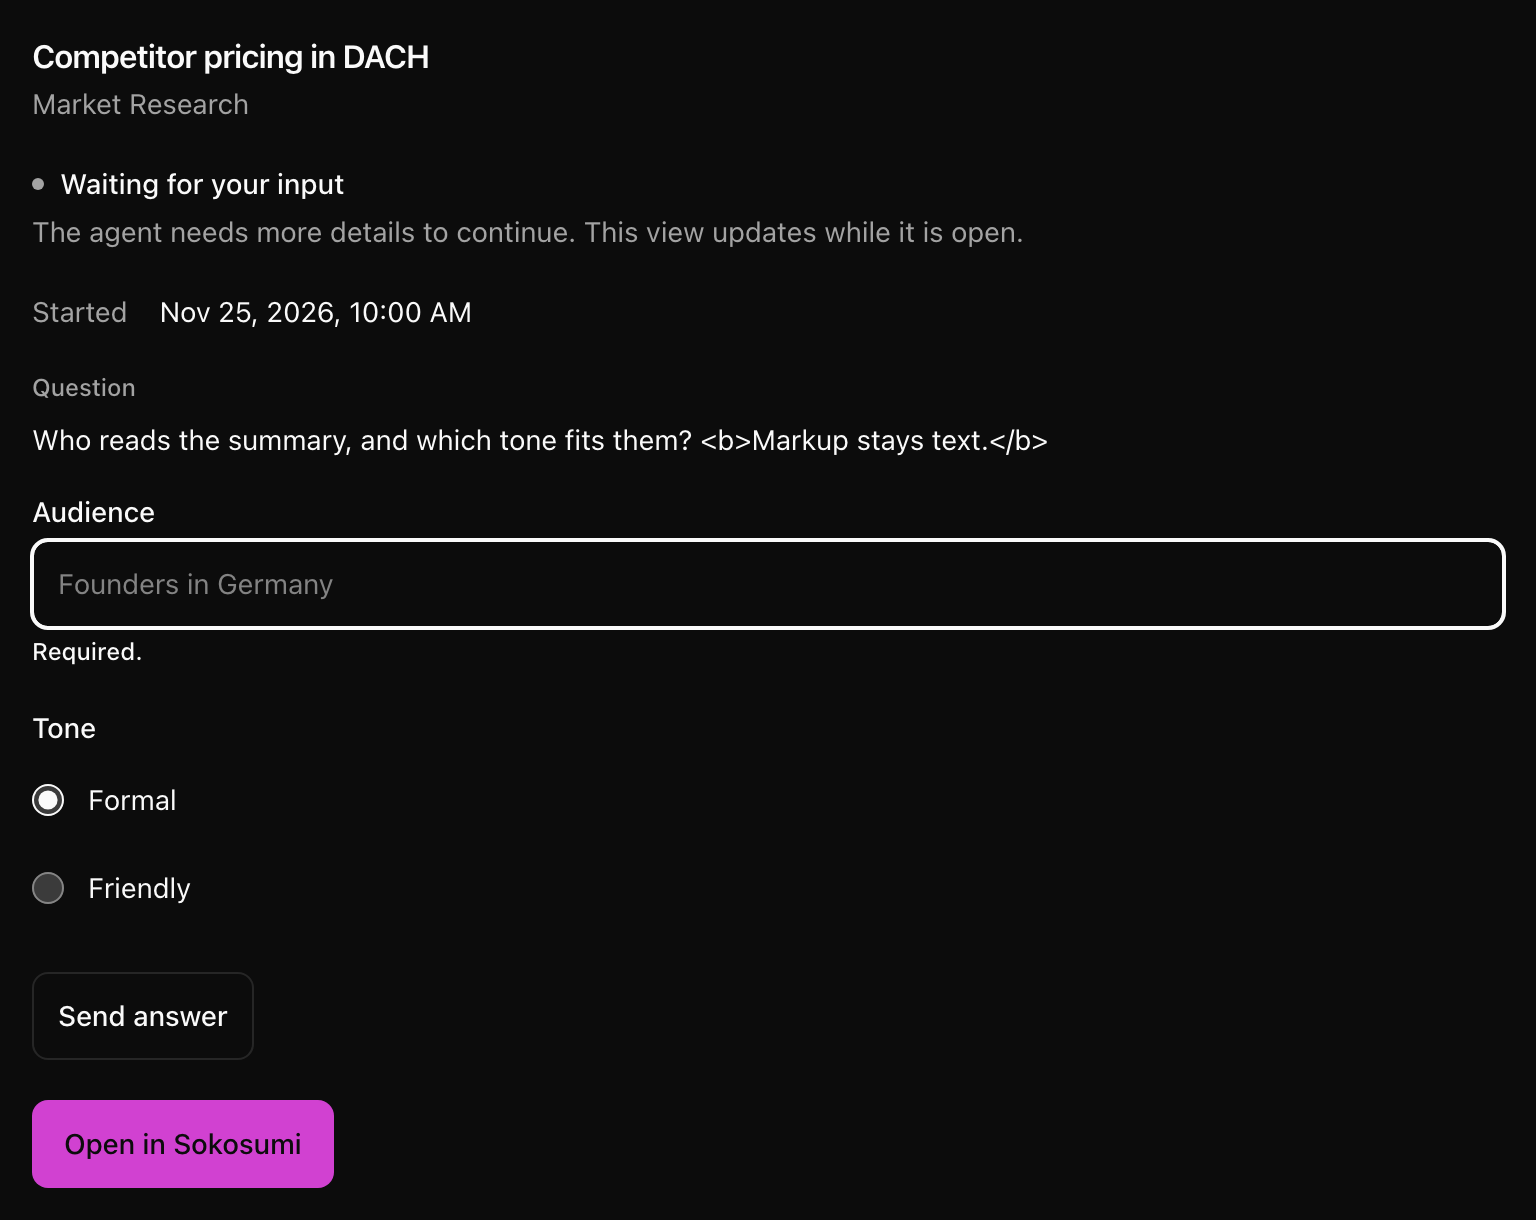 Competitor pricing in DACH
Market Research
Waiting for your input
The agent needs more details to continue. This view updates while it is open.
Started Nov 25, 2026, 10:00 AM
Question
Who reads the summary, and which tone fits them? <b>Markup stays text.</b>
Audience
Founders in Germany
Required.
Tone
Formal
Friendly
Send answer
Open in Sokosumi